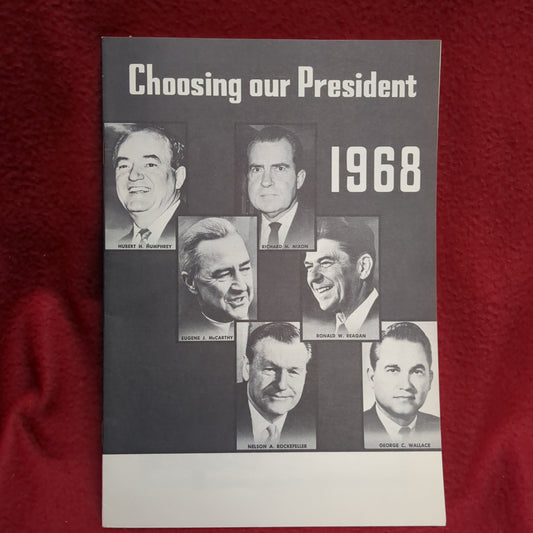 Choosing our President
1968
HUBERT H. HUMPHREY
RICHARD M. NIXON
EUGENE J. McCARTHY
RONALD W. REAGAN
NELSON A. ROCKEFELLER
GEORGE C. WALLACE